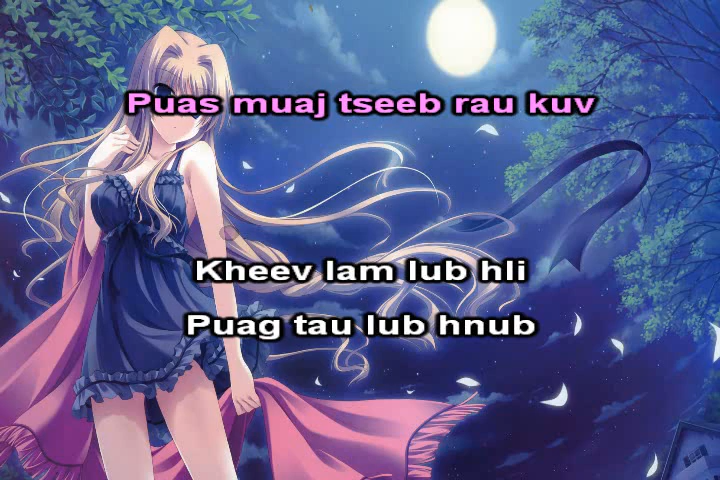 Puas muaj tseeb rau kuv
Kheev lam lub hli
Puag tau lub hnub